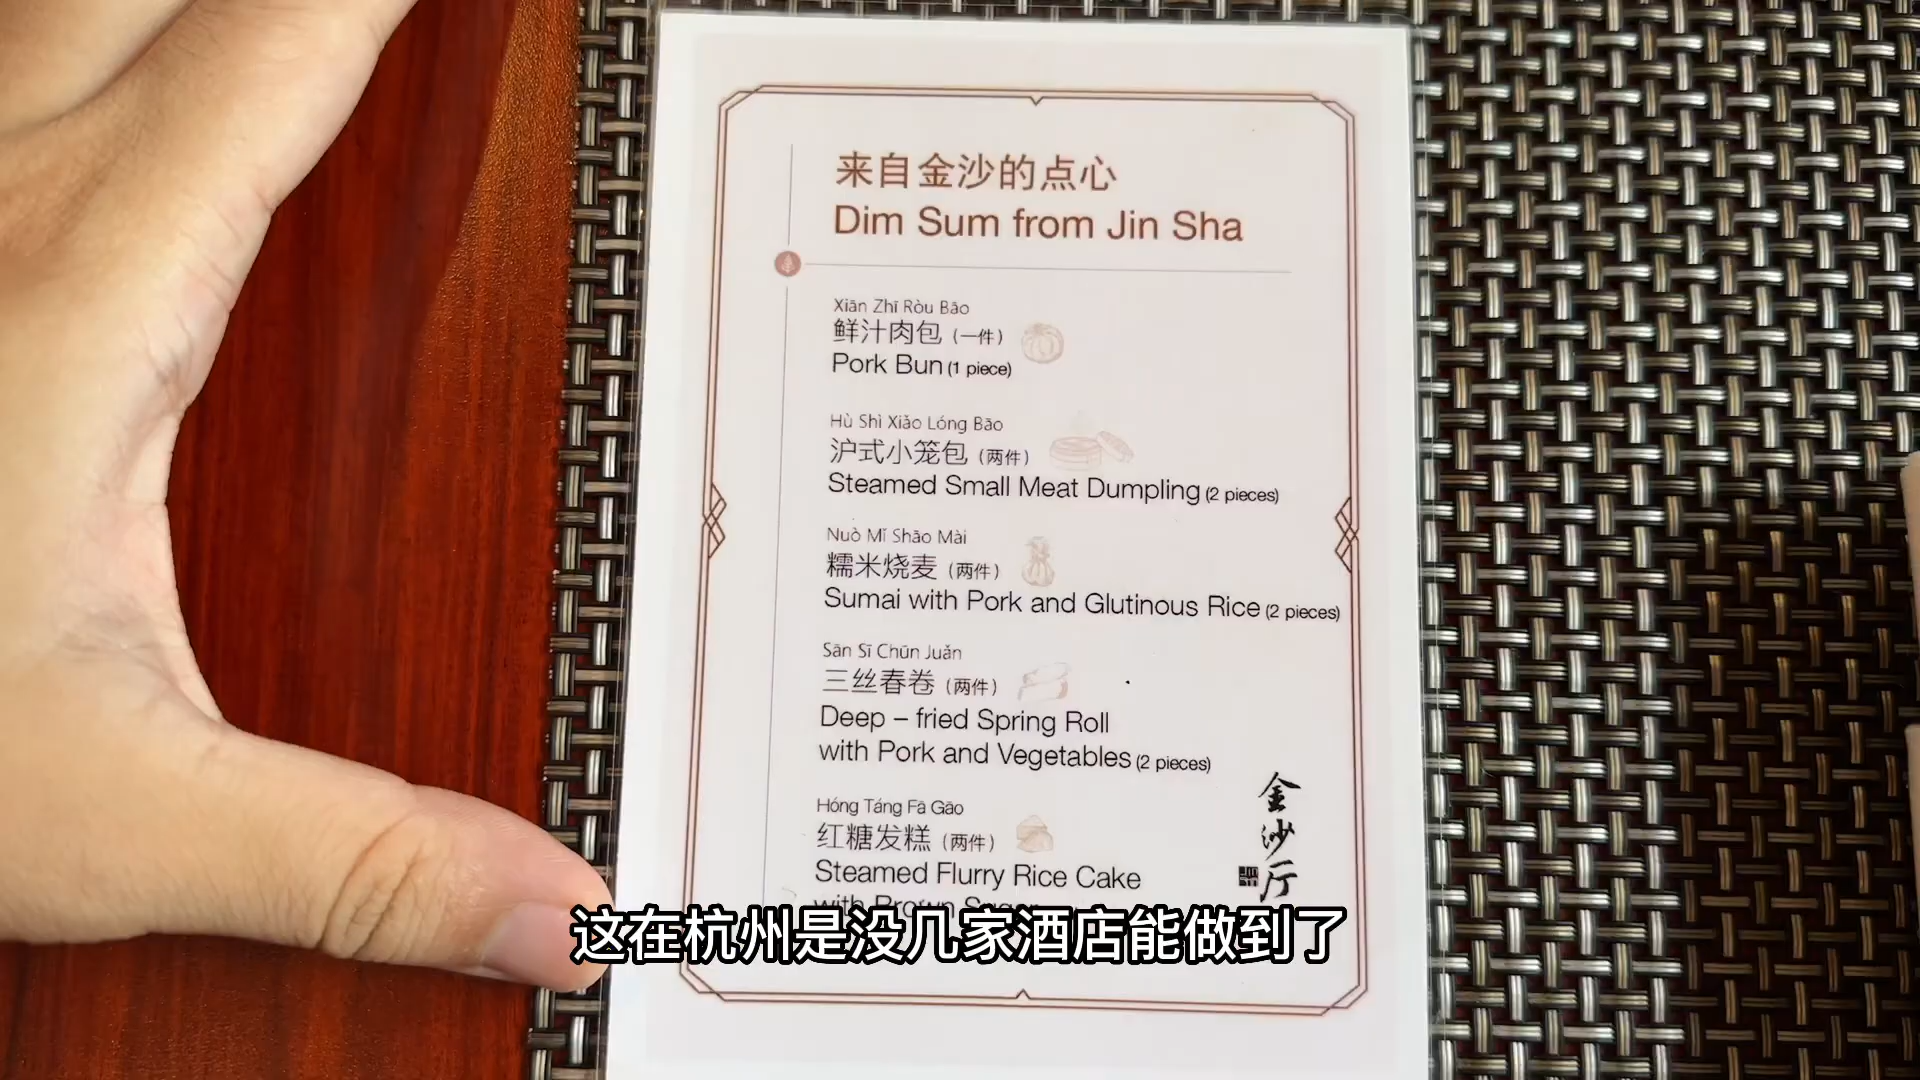 来自金沙的点心
Dim Sum from Jin Sha
Xiān Zhī Ròu Bāo
鲜汁肉包（一件）
Pork Bun (1 piece)
Hù Shì Xiǎo Lóng Bāo
沪式小笼包（两件）
Steamed Small Meat Dumpling (2 pieces)
Nuò Mǐ Shāo Mài
糯米烧麦（两件）
Sumai with Pork and Glutinous Rice (2 pieces)
Sān Sī Chūn Juǎn
三丝春卷（两件）
Deep – fried Spring Roll
with Pork and Vegetables (2 pieces)
Hóng Táng Fā Gāo
红糖发糕（两件）
Steamed Flurry Rice Cake
with Brown Sugar
金沙厅
这在杭州是没几家酒店能做到了